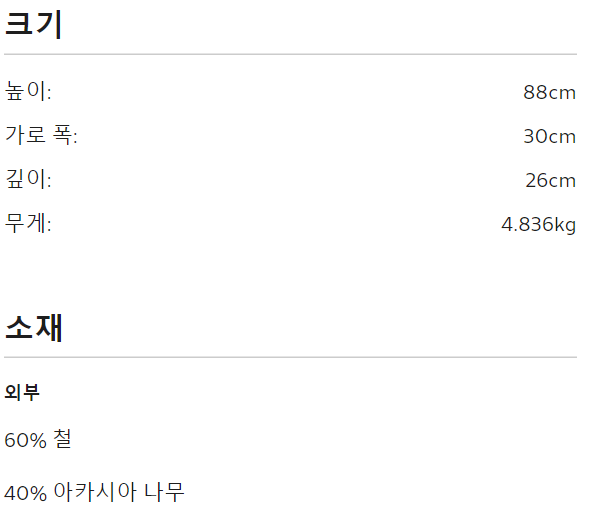 크기
높이: 88cm
가로 폭: 30cm
깊이: 26cm
무게: 4.836kg
소재
외부
60% 철
40% 아카시아 나무